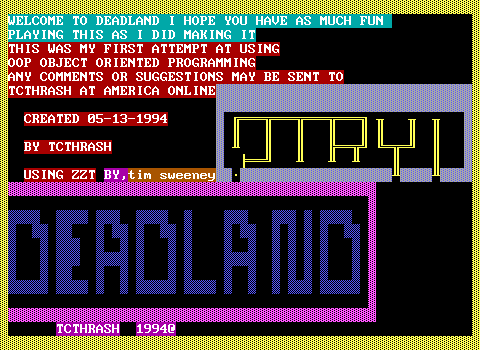 WELCOME TO DEADLAND I HOPE YOU HAVE AS MUCH FUN
PLAYING THIS AS I DID MAKING IT
THIS WAS MY FIRST ATTEMPT AT USING
OOP OBJECT ORIENTED PROGRAMMING
ANY COMMENTS OR SUGGESTIONS MAY BE SENT TO
TCTHRASH AT AMERICA ONLINE
CREATED 05-13-1994
BY TCTHRASH
USING ZZT BY,tim sweeney
DEADLAND
TCTHRASH 1994@